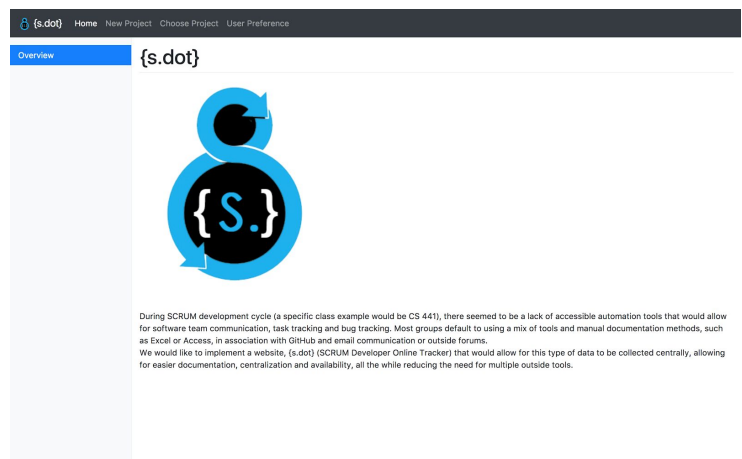 {s.dot} Home New Project Choose Project User Preference
Overview
{s.dot}
{s.}
During SCRUM development cycle (a specific class example would be CS 441), there seemed to be a lack of accessible automation tools that would allow
for software team communication, task tracking and bug tracking. Most groups default to using a mix of tools and manual documentation methods, such
as Excel or Access, in association with GitHub and email communication or outside forums.
We would like to implement a website, {s.dot} (SCRUM Developer Online Tracker) that would allow for this type of data to be collected centrally, allowing
for easier documentation, centralization and availability, all the while reducing the need for multiple outside tools.